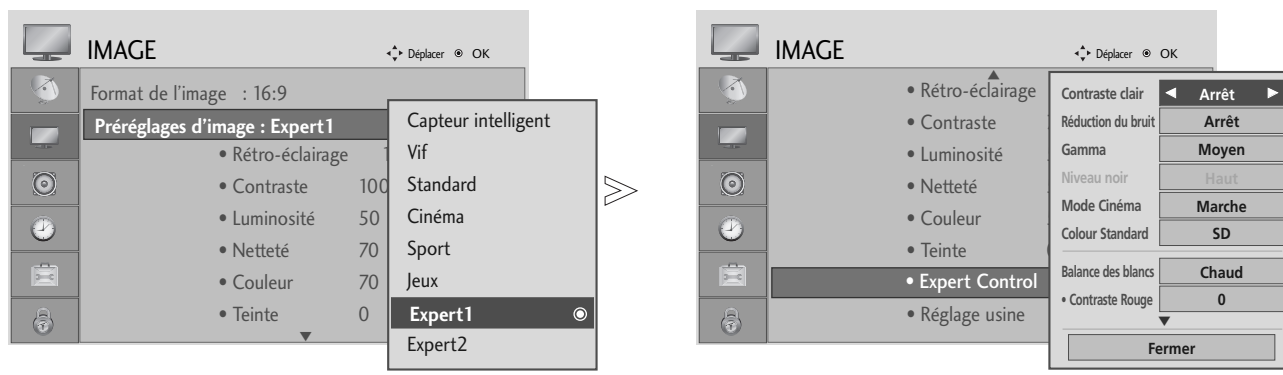 IMAGE
Déplacer OK
Format de l'image : 16:9
Préréglages d'image : Expert1
• Rétro-éclairage
• Contraste 100
• Luminosité 50
• Netteté 70
• Couleur 70
• Teinte 0
Capteur intelligent
Vif
Standard
Cinéma
Sport
Jeux
Expert1
Expert2
IMAGE
Déplacer OK
• Rétro-éclairage
• Contraste
• Luminosité
• Netteté
• Couleur
• Teinte
• Expert Control
• Réglage usine
Contraste clair Arrêt
Réduction du bruit Arrêt
Gamma Moyen
Niveau noir Haut
Mode Cinéma Marche
Colour Standard SD
Balance des blancs Chaud
• Contraste Rouge 0
Fermer